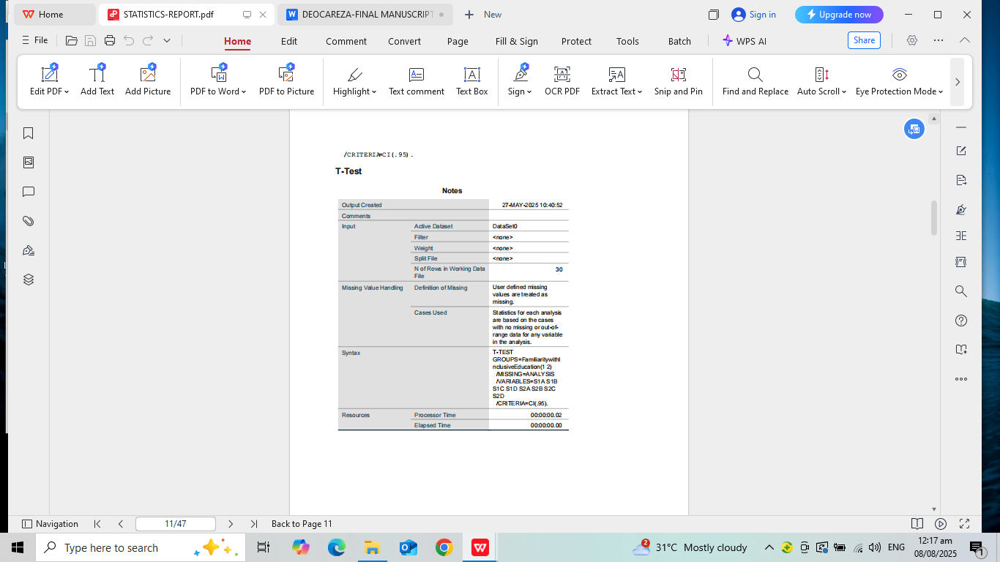 Home
STATISTICS-REPORT.pdf
DEOCAREZA-FINAL MANUSCRIPT
New
Sign in
Upgrade now
File
Home
Edit
Comment
Convert
Page
Fill & Sign
Protect
Tools
Batch
WPS AI
Share
Edit PDF
Add Text
Add Picture
PDF to Word
PDF to Picture
Highlight
Text comment
Text Box
Sign
OCR PDF
Extract Text
Snip and Pin
Find and Replace
Auto Scroll
Eye Protection Mode
/CRITERIA=CI(.95).
T-Test
Notes
Output Created 27-MAY-2025 10:40:52
Comments
Input Active Dataset DataSet0
Filter <none>
Weight <none>
Split File <none>
N of Rows in Working Data 30
File
Missing Value Handling Definition of Missing User defined missing
values are treated as
missing.
Cases Used Statistics for each analysis
are based on the cases
with no missing or out-of-
range data for any variable
in the analysis.
Syntax T-TEST
GROUPS=FamiliaritywithI
nclusiveEducation(1 2)
/MISSING=ANALYSIS
/VARIABLES=S1A S1B
S1C S1D S2A S2B S2C
S2D
/CRITERIA=CI(.95).
Resources Processor Time 00:00:00.02
Elapsed Time 00:00:00.00
Navigation
11/47
Back to Page 11
Type here to search
2
31°C Mostly cloudy
ENG
12:17 am
08/08/2025
1